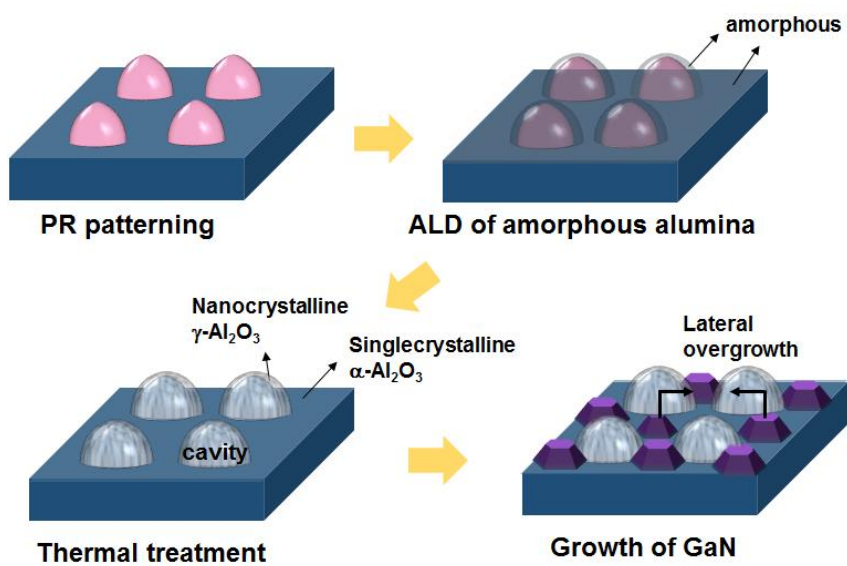 amorphous
PR patterning
ALD of amorphous alumina
Nanocrystalline
γ-Al₂O₃
Singlecrystalline
α-Al₂O₃
cavity
Thermal treatment
Lateral
overgrowth
Growth of GaN